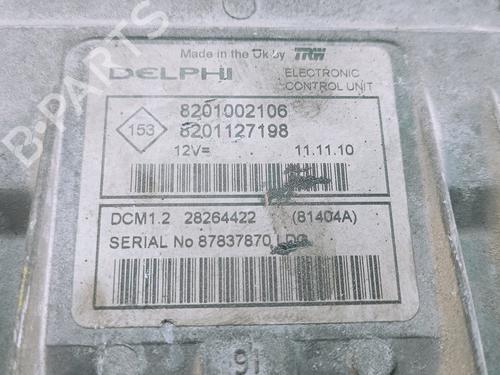 Made in the Uk by TRW
DELPHI
ELECTRONIC
CONTROL UNIT
153
8201002106
8201127198
12V= 11.11.10
DCM1.2 28264422 (81404A)
SERIAL No 87837870
B-PARTS